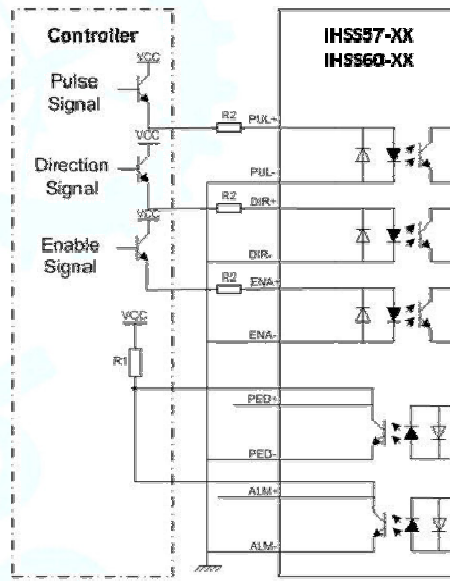 Controller
IHSS57-XX
IHSS60-XX
VCC
Pulse
Signal
R2
PUL+
VCC
Direction
Signal
PUL-
R2
DIR+
VCC
Enable
Signal
DIR-
R2
ENA+
VCC
ENA-
R1
PED+
PED-
ALM+
ALM-